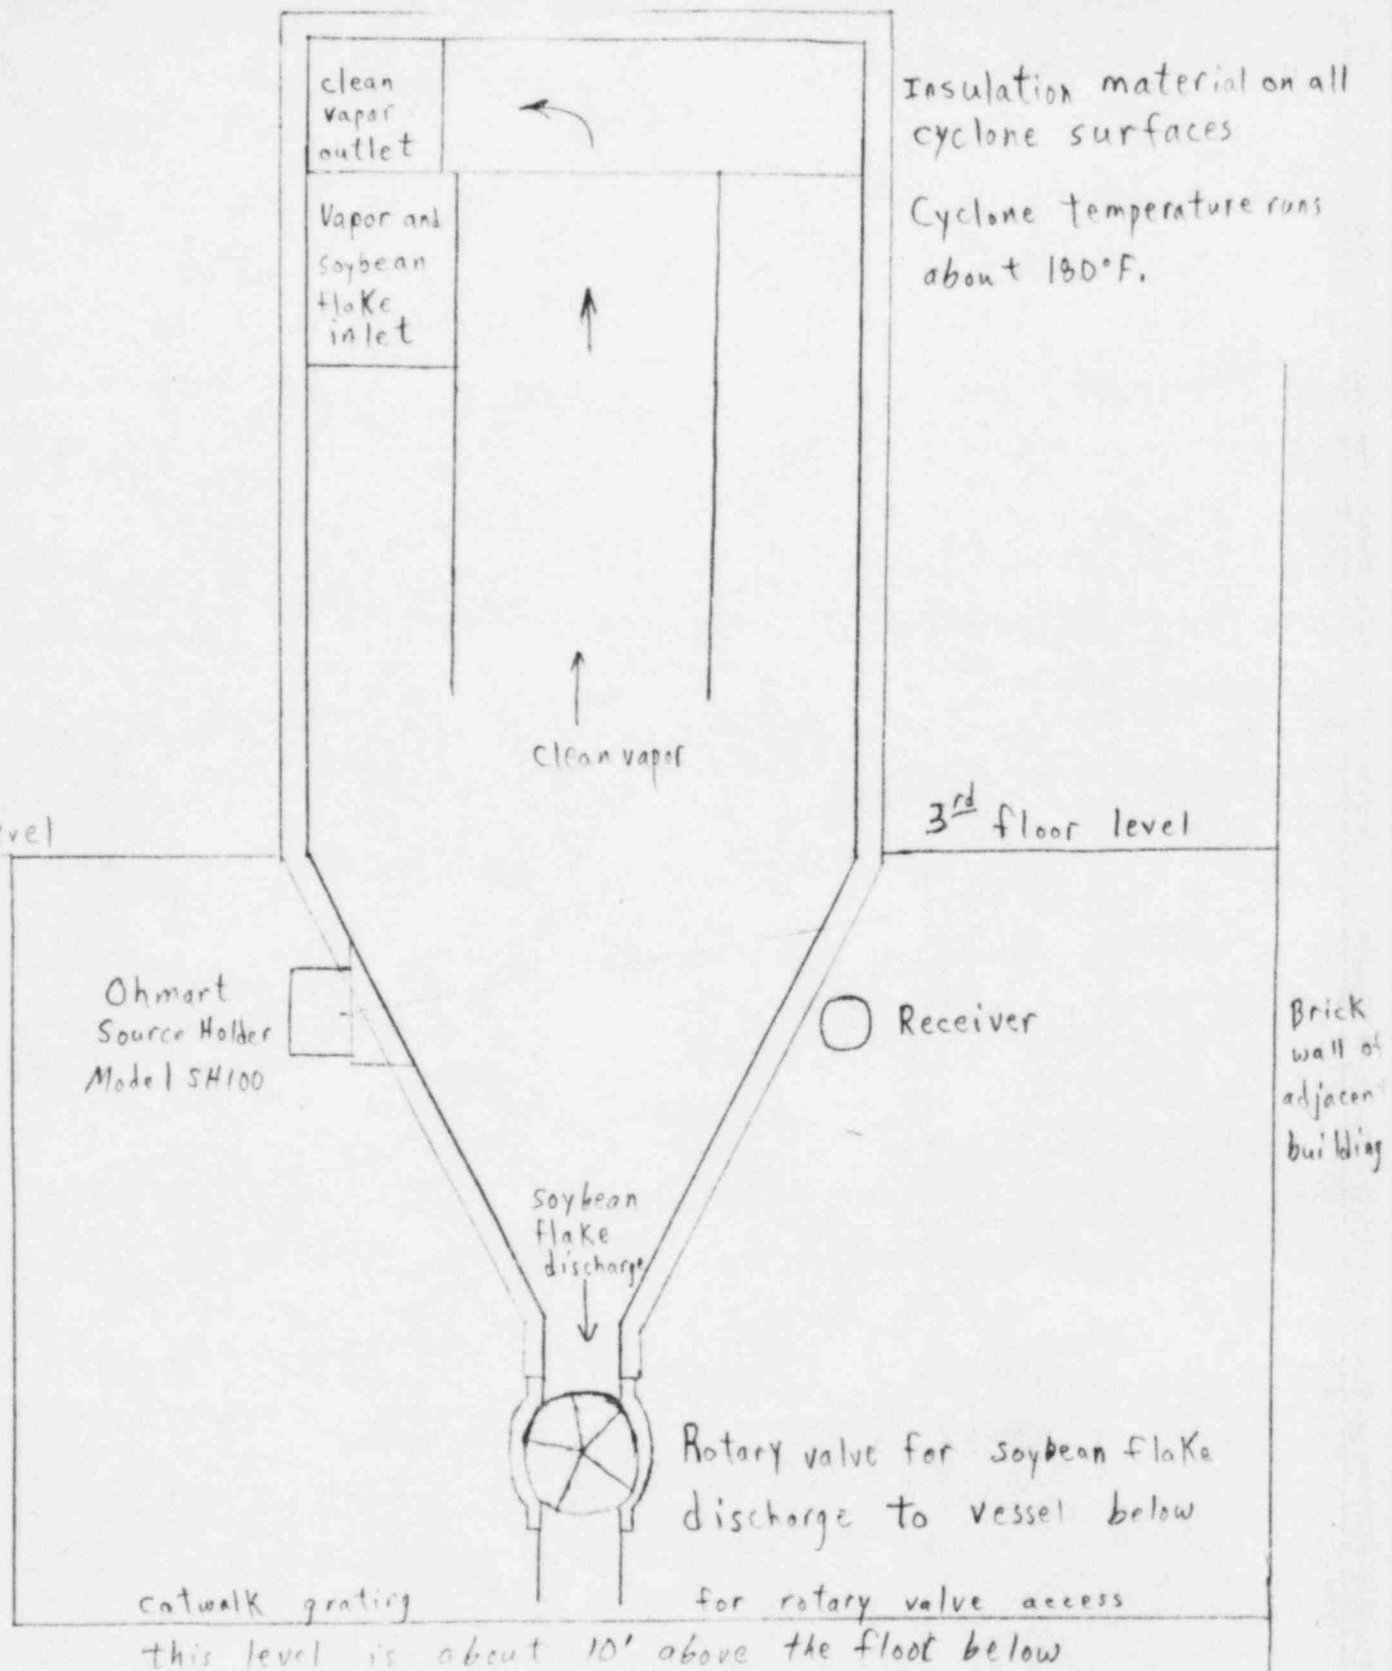 clean
vapor
outlet
Insulation material on all
cyclone surfaces
Vapor and
soybean
flake
inlet
Cyclone temperature runs
about 180°F.
clean vapor
3rd floor level
Ohmart
Source Holder
Model SH100
Receiver
Brick
wall of
adjacen
building
soybean
flake
discharge
Rotary valve for soybean flake
discharge to vessel below
catwalk grating for rotary valve access
this level is about 10' above the floor below